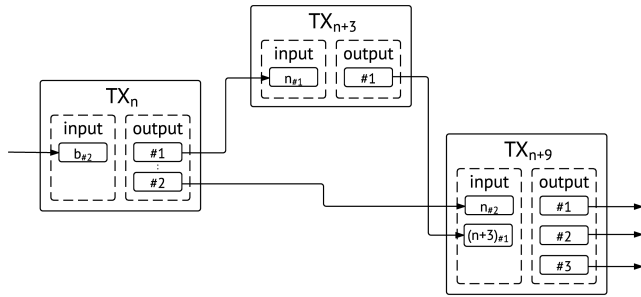 TXn+3
input output
n#1 #1
TXn
input output
b#2 #1
⋮
#2
TXn+9
input output
n#2 #1
(n+3)#1 #2
#3